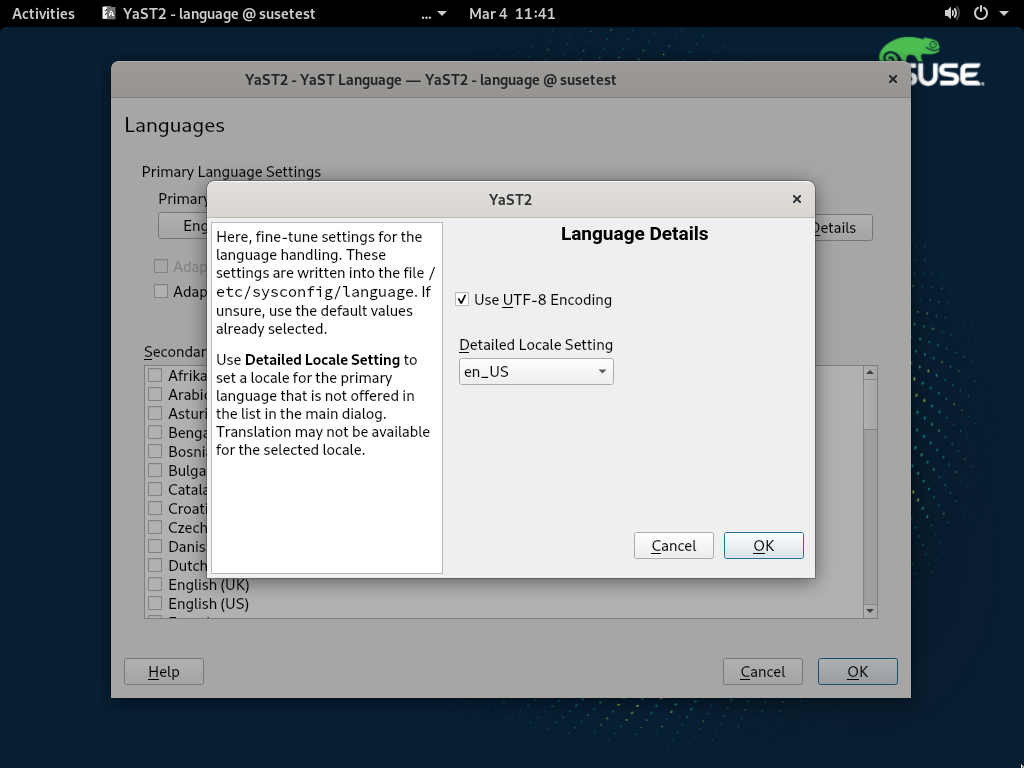 Activities
YaST2 - language @ susetest
... 
Mar 4 11:41
SUSE
YaST2 - YaST Language — YaST2 - language @ susetest
Languages
Primary Language Settings
Primary
Eng
Details
Adap
Adap
Secondar
Afrika
Arabic
Asturi
Benga
Bosni
Bulga
Catala
Croati
Czech
Danis
Dutch
English (UK)
English (US)
YaST2
Here, fine-tune settings for the
language handling. These
settings are written into the file /
etc/sysconfig/language. If
unsure, use the default values
already selected.
Use Detailed Locale Setting to
set a locale for the primary
language that is not offered in
the list in the main dialog.
Translation may not be available
for the selected locale.
Language Details
Use UTF-8 Encoding
Detailed Locale Setting
en_US
Cancel
OK
Help
Cancel
OK